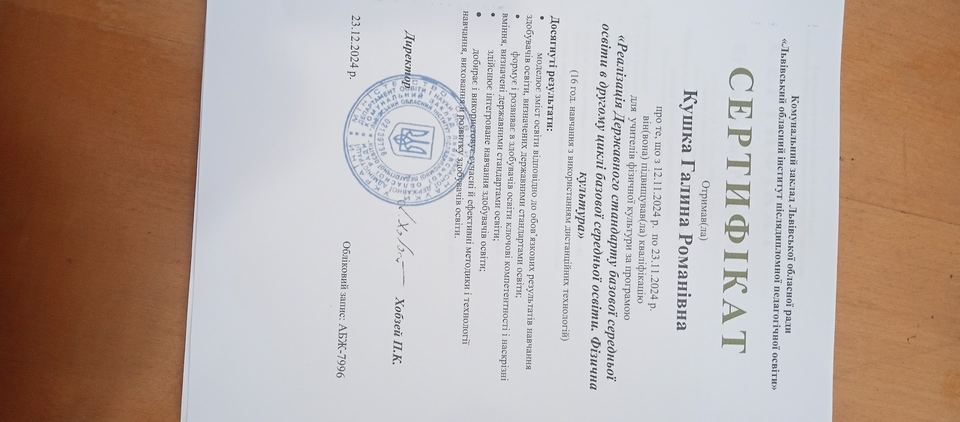 Комунальний заклад Львівської обласної ради
«Львівський обласний інститут післядипломної педагогічної освіти»
СЕРТИФІКАТ
Отримав(ла)
Кушка Галина Романівна
про те, що з 12.11.2024 р. по 23.11.2024 р.
він(вона) підвищував(ла) кваліфікацію
для учителів фізичної культури за програмою
«Реалізація Державного стандарту базової середньої
освіти в другому циклі базової середньої освіти. Фізична
культура»
(16 год. навчання з використанням дистанційних технологій)
Досягнуті результати:
• моделює зміст освіти відповідно до обов'язкових результатів навчання
здобувачів освіти, визначених державними стандартами освіти;
• формує і розвиває в здобувачів освіти ключові компетентності і наскрізні
вміння, визначені державними стандартами освіти;
• здійснює інтегроване навчання здобувачів освіти;
• добирає і використовує сучасні й ефективні методики і технології
навчання, виховання й розвитку здобувачів освіти.
Директор Хобзей П.К.
23.12.2024 р. Обліковий запис: АБЖ-7996